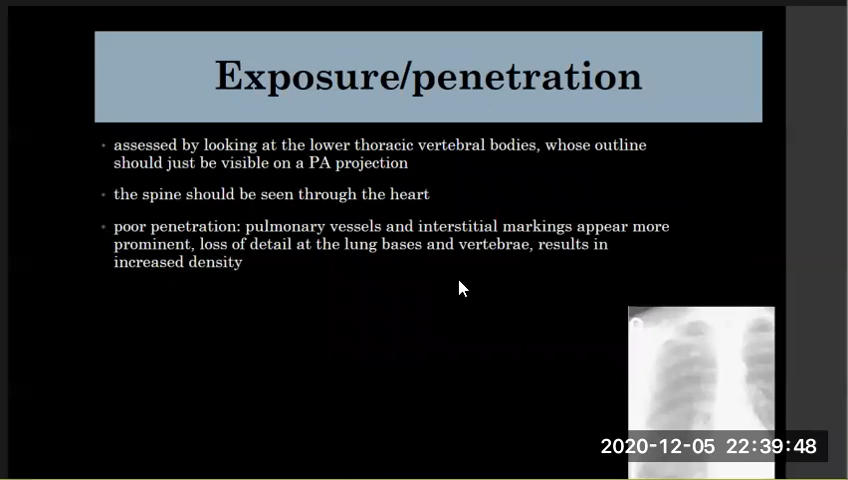 Exposure/penetration
• assessed by looking at the lower thoracic vertebral bodies, whose outline
should just be visible on a PA projection
• the spine should be seen through the heart
• poor penetration: pulmonary vessels and interstitial markings appear more
prominent, loss of detail at the lung bases and vertebrae, results in
increased density
2020-12-05 22:39:48